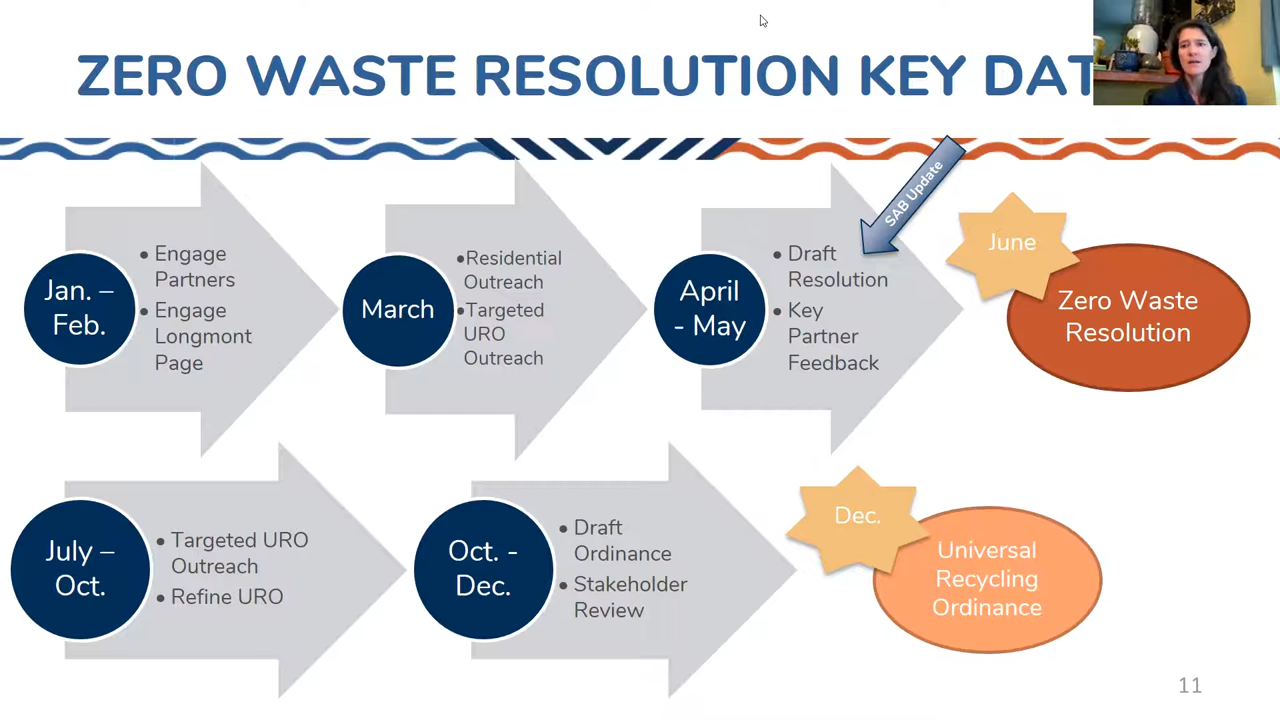 ZERO WASTE RESOLUTION KEY DAT
SAB Update
Jan. –
Feb.
• Engage
Partners
• Engage
Longmont
Page
March
•Residential
Outreach
•Targeted
URO
Outreach
April
- May
• Draft
Resolution
• Key
Partner
Feedback
June
Zero Waste
Resolution
July –
Oct.
• Targeted URO
Outreach
• Refine URO
Oct. -
Dec.
• Draft
Ordinance
• Stakeholder
Review
Dec.
Universal
Recycling
Ordinance
11